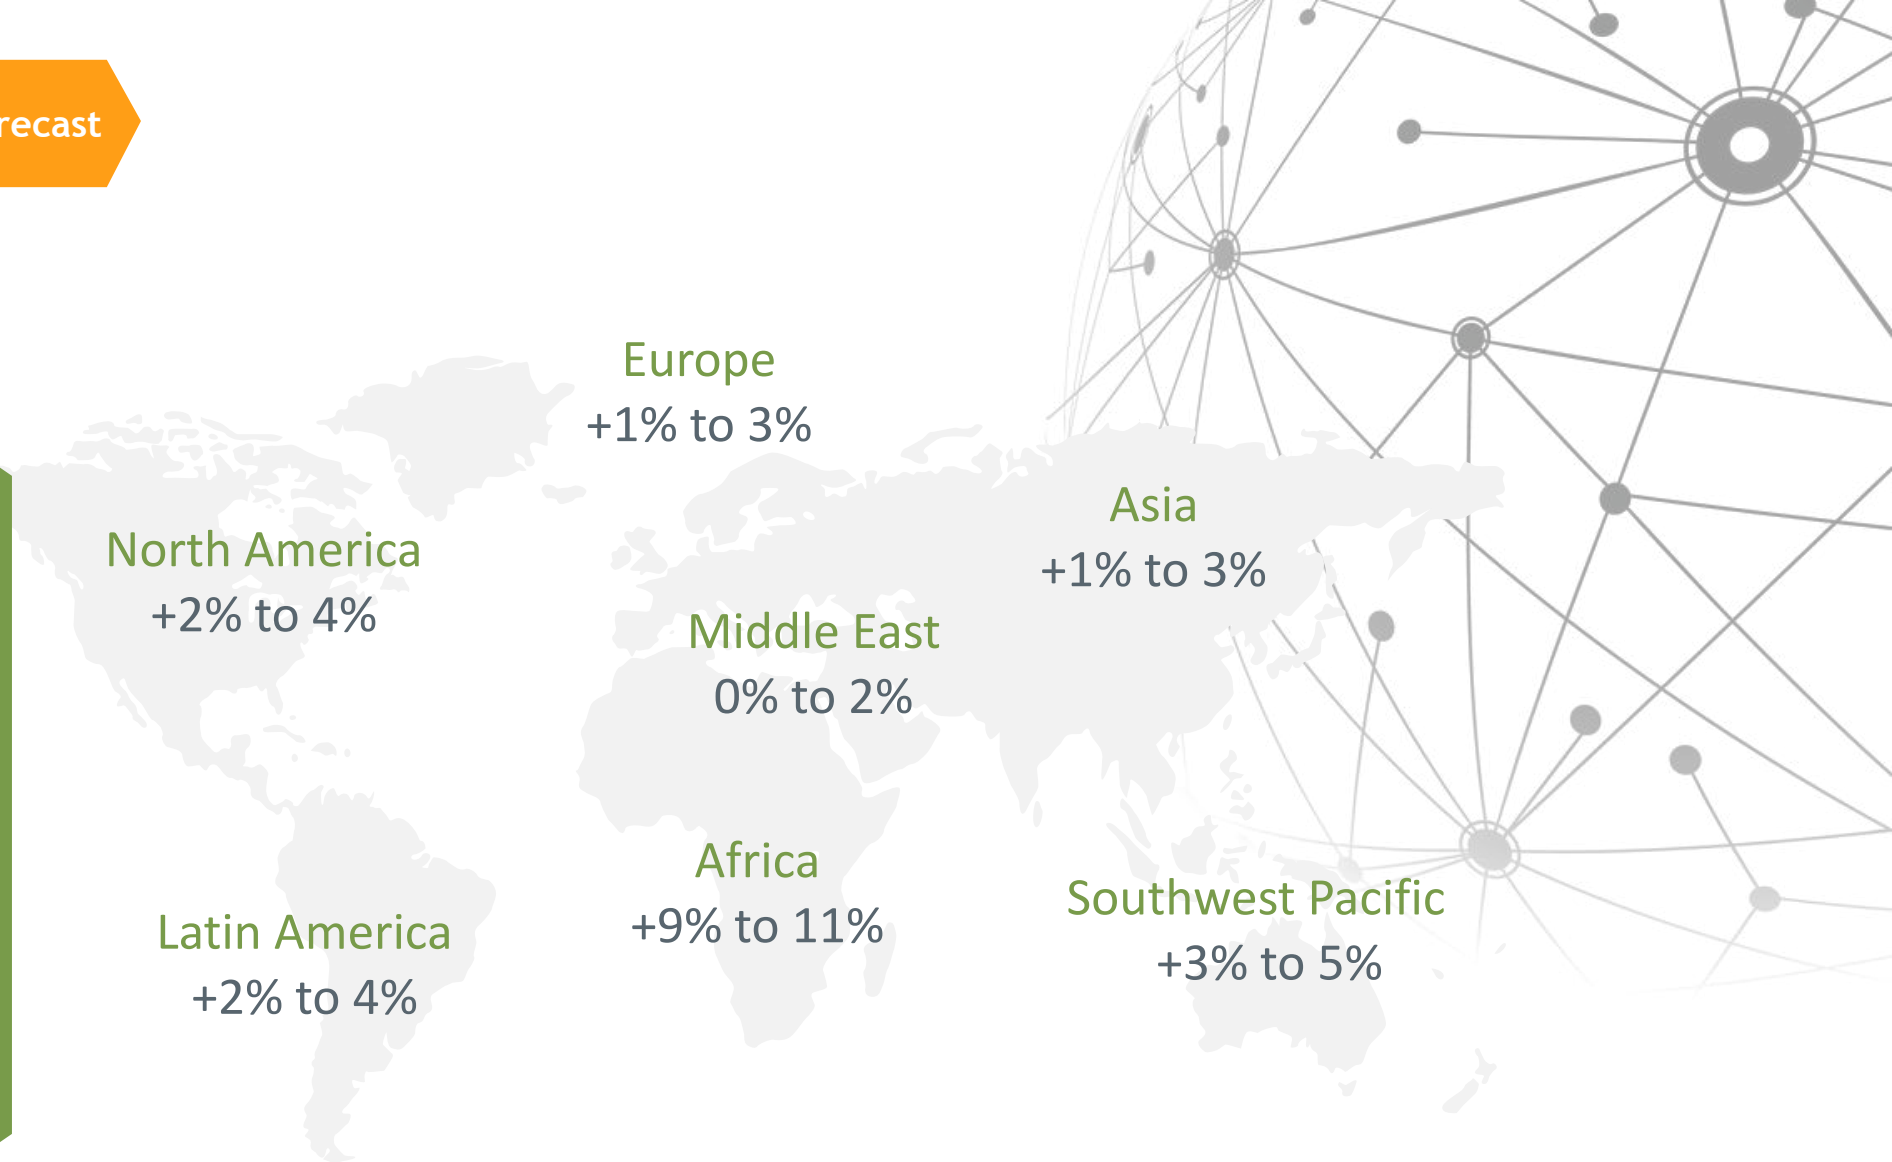 recast
Europe
+1% to 3%
Asia
+1% to 3%
North America
+2% to 4%
Middle East
0% to 2%
Africa
+9% to 11%
Southwest Pacific
+3% to 5%
Latin America
+2% to 4%